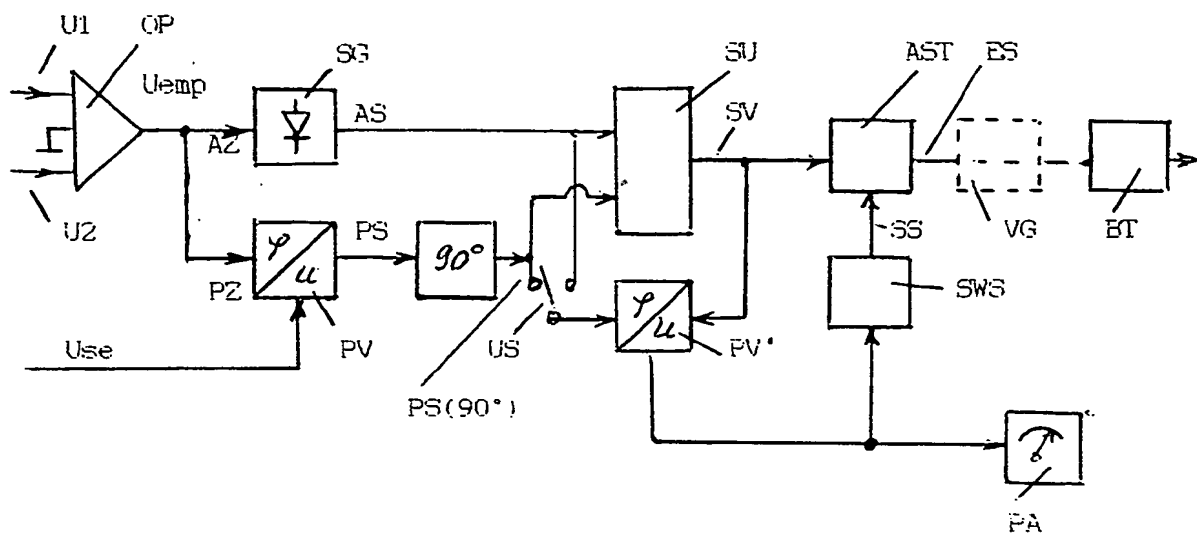 U1
OP
SG
SU
AST
ES
Uemp
AZ
AS
SV
U2
PS
φ
u
90°
PZ
SS
VG
BT
φ
u
SWS
Use
PV
US
PV'
PS(90°)
PA